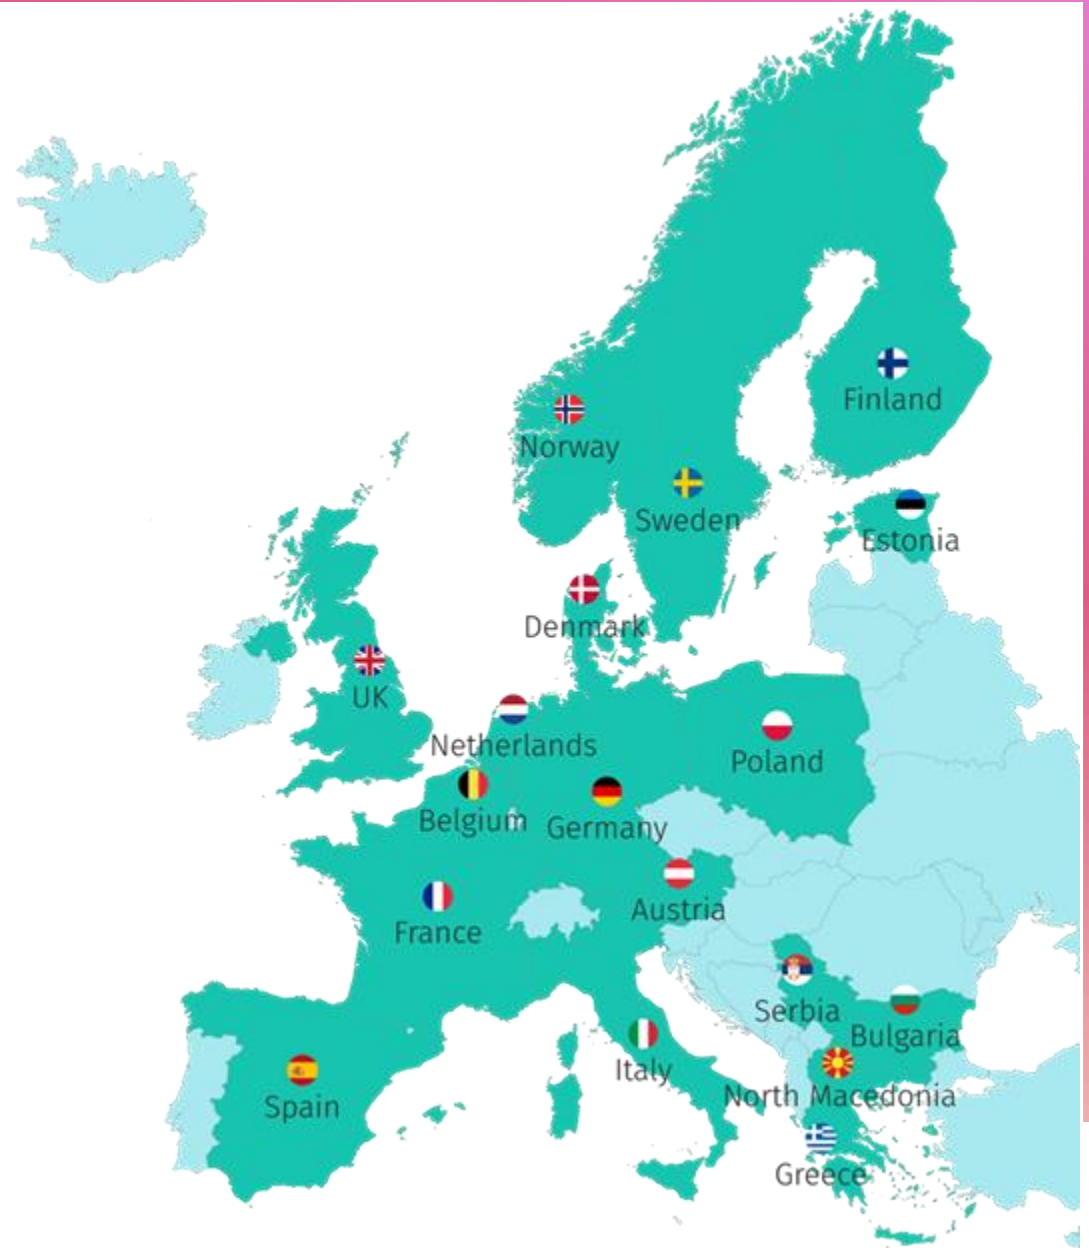 Finland
Norway
Sweden
Estonia
Denmark
UK
Netherlands
Poland
Belgium
Germany
Austria
France
Serbia
Bulgaria
Italy
North Macedonia
Spain
Greece